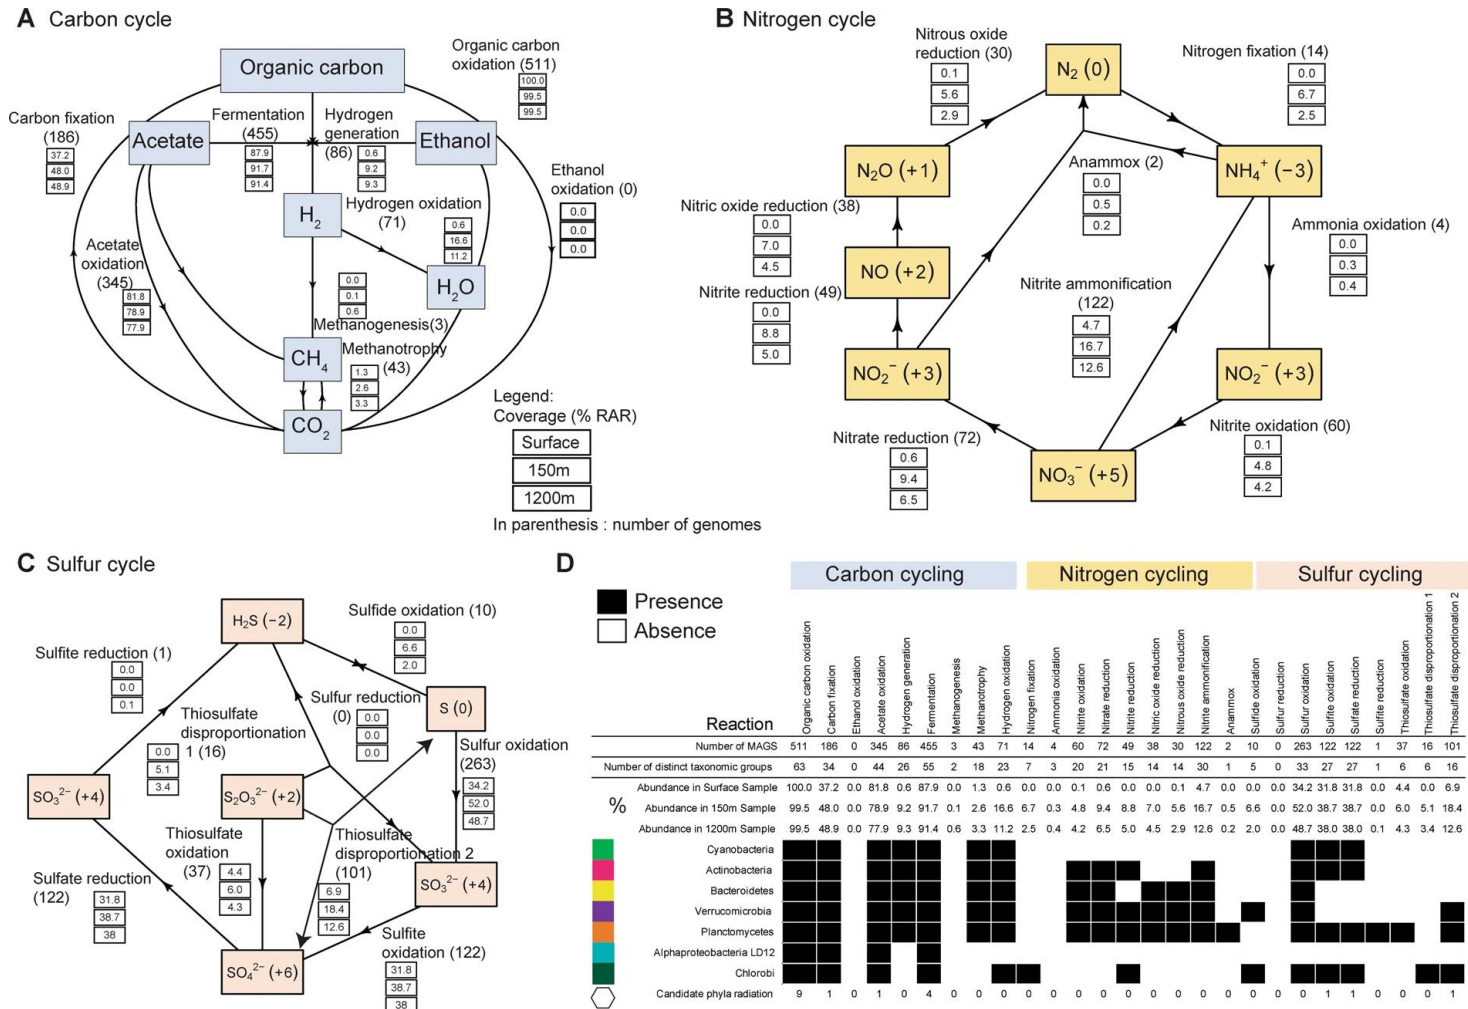 A Carbon cycle
Organic carbon
Organic carbon
oxidation (511)
100.0
99.5
99.5
Carbon fixation
(186)
37.2
48.0
48.9
Acetate
Fermentation
(455)
87.9
91.7
91.4
Hydrogen
generation
(86)
0.6
9.2
9.3
Ethanol
Ethanol
oxidation (0)
0.0
0.0
0.0
H2
Hydrogen oxidation
(71)
0.6
16.6
11.2
H2O
Acetate
oxidation
(345)
81.8
78.9
77.9
0.0
0.1
0.6
Methanogenesis(3)
CH4
Methanotrophy
(43)
1.3
2.6
3.3
CO2
Legend:
Coverage (% RAR)
Surface
150m
1200m
In parenthesis : number of genomes
B Nitrogen cycle
Nitrous oxide
reduction (30)
0.1
5.6
2.9
N2 (0)
Nitrogen fixation (14)
0.0
6.7
2.5
N2O (+1)
Anammox (2)
0.0
0.5
0.2
NH4+ (−3)
Nitric oxide reduction (38)
0.0
7.0
4.5
NO (+2)
Ammonia oxidation (4)
0.0
0.3
0.4
Nitrite reduction (49)
0.0
8.8
5.0
Nitrite ammonification
(122)
4.7
16.7
12.6
NO2− (+3)
NO2− (+3)
Nitrate reduction (72)
0.6
9.4
6.5
NO3− (+5)
Nitrite oxidation (60)
0.1
4.8
4.2
C Sulfur cycle
H2S (−2)
Sulfide oxidation (10)
0.0
6.6
2.0
Sulfite reduction (1)
0.0
0.0
0.1
Sulfur reduction
(0)
0.0
0.0
0.0
S (0)
Thiosulfate
disproportionation
1 (16)
0.0
5.1
3.4
Sulfur oxidation
(263)
34.2
52.0
48.7
SO3 2− (+4)
S2O3 2− (+2)
Thiosulfate
oxidation
(37)
4.4
6.0
4.3
Thiosulfate
disproportionation 2
(101)
6.9
18.4
12.6
SO3 2− (+4)
Sulfate reduction
(122)
31.8
38.7
38
SO4 2− (+6)
Sulfite
oxidation (122)
31.8
38.7
38
D
Carbon cycling Nitrogen cycling Sulfur cycling
Presence
Absence
Reaction
Organic carbon oxidation
Carbon fixation
Ethanol oxidation
Acetate oxidation
Hydrogen generation
Fermentation
Methanogenesis
Methanotrophy
Hydrogen oxidation
Nitrogen fixation
Ammonia oxidation
Nitrite oxidation
Nitrate reduction
Nitrite reduction
Nitric oxide reduction
Nitrous oxide reduction
Nitrite ammonification
Anammox
Sulfide oxidation
Sulfur reduction
Sulfur oxidation
Sulfite oxidation
Sulfate reduction
Sulfite reduction
Thiosulfate oxidation
Thiosulfate disproportionation 1
Thiosulfate disproportionation 2
Number of MAGS 511 186 0 345 86 455 3 43 71 14 4 60 72 49 38 30 122 2 10 0 263 122 122 1 37 16 101
Number of distinct taxonomic groups 63 34 0 44 26 55 2 18 23 7 3 20 21 15 14 14 30 1 5 0 33 27 27 1 6 6 16
%
Abundance in Surface Sample 100.0 37.2 0.0 81.8 0.6 87.9 0.0 1.3 0.6 0.0 0.0 0.1 0.6 0.0 0.0 0.1 4.7 0.0 0.0 0.0 34.2 31.8 31.8 0.0 4.4 0.0 6.9
Abundance in 150m Sample 99.5 48.0 0.0 78.9 9.2 91.7 0.1 2.6 16.6 6.7 0.3 4.8 9.4 8.8 7.0 5.6 16.7 0.5 6.6 0.0 52.0 38.7 38.7 0.0 6.0 5.1 18.4
Abundance in 1200m Sample 99.5 48.9 0.0 77.9 9.3 91.4 0.6 3.3 11.2 2.5 0.4 4.2 6.5 5.0 4.5 2.9 12.6 0.2 2.0 0.0 48.7 38.0 38.0 0.1 4.3 3.4 12.6
Cyanobacteria
Actinobacteria
Bacteroidetes
Verrucomicrobia
Planctomycetes
Alphaproteobacteria LD12
Chlorobi
Candidate phyla radiation 9 1 0 1 0 4 0 0 0 0 0 0 0 0 0 0 0 0 0 0 0 1 1 0 0 0 1